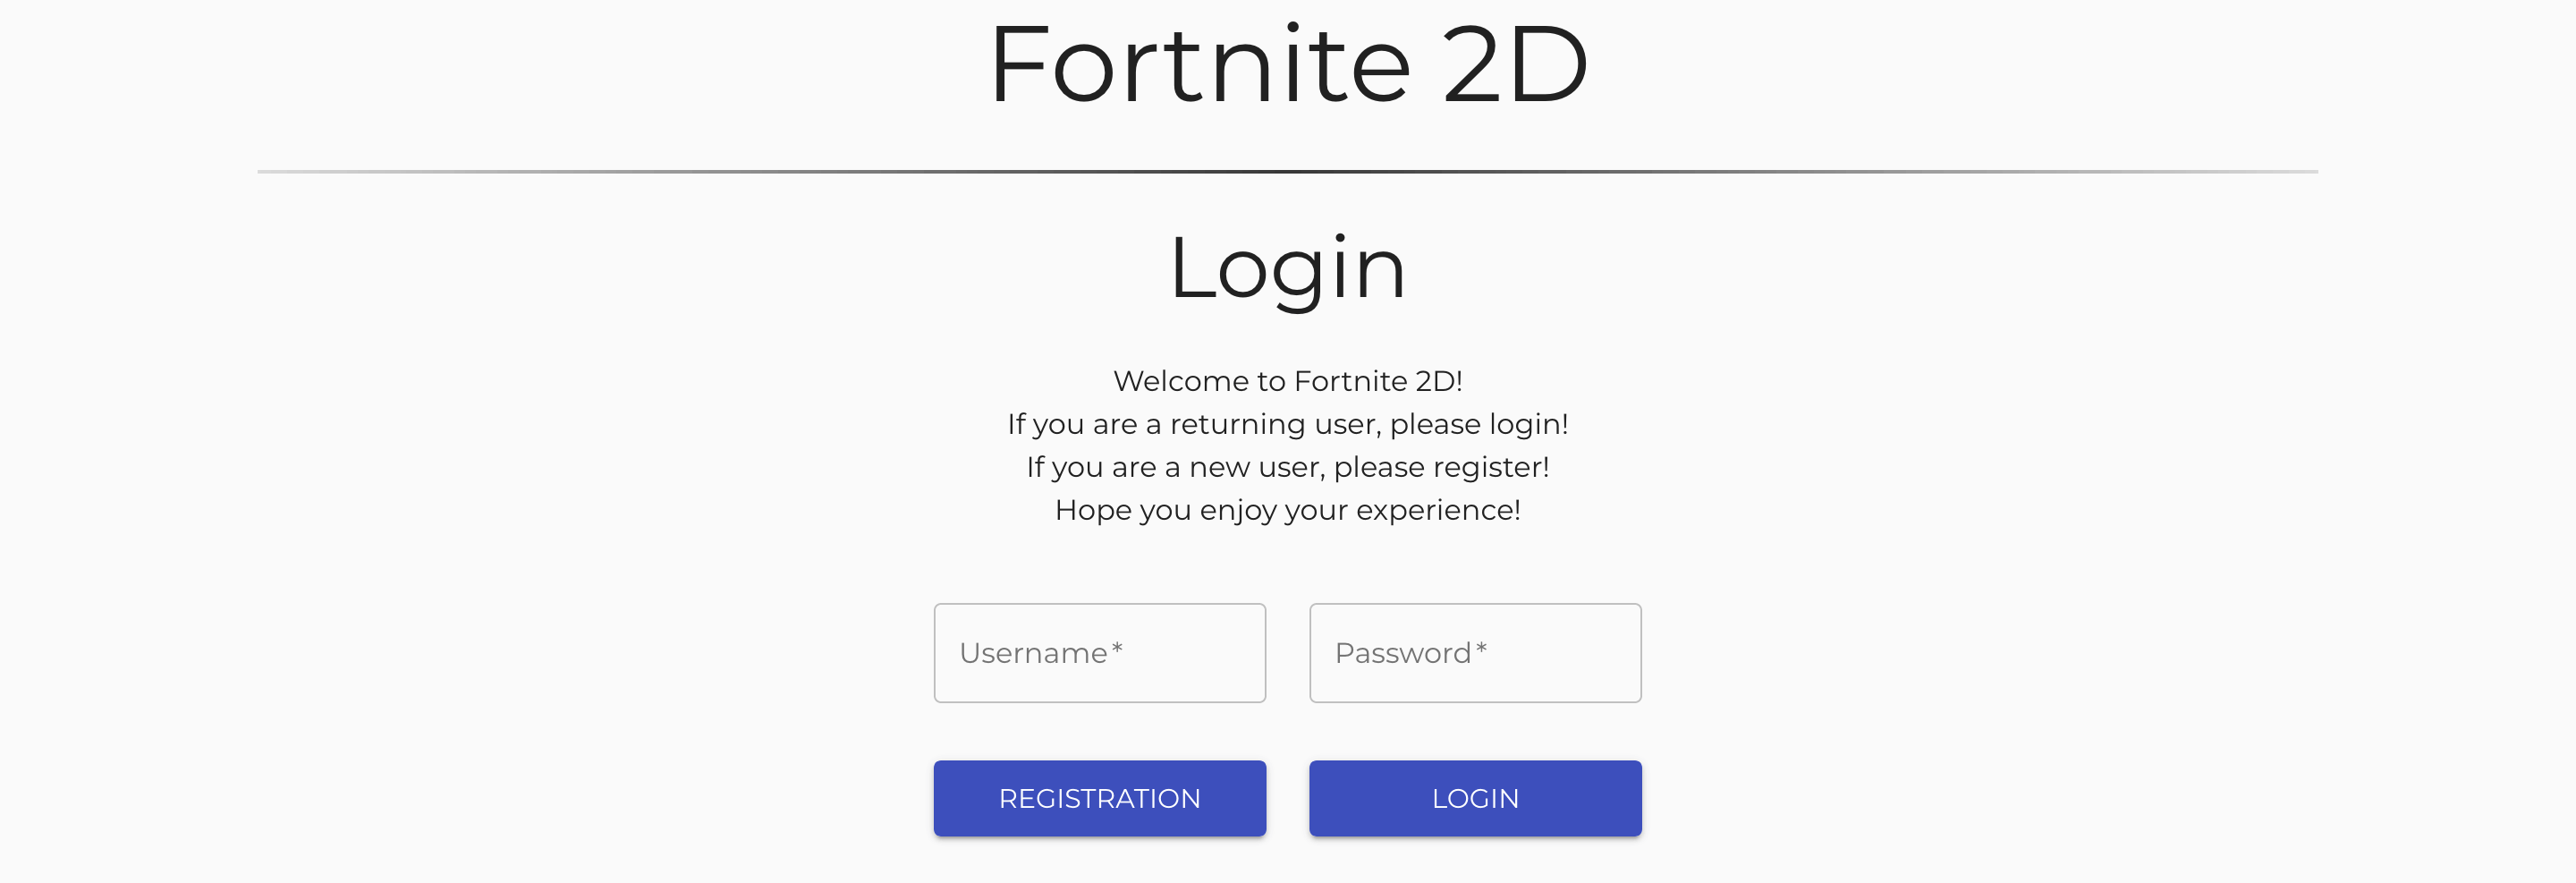 Fortnite 2D
Login
Welcome to Fortnite 2D!
If you are a returning user, please login!
If you are a new user, please register!
Hope you enjoy your experience!
Username *
Password *
REGISTRATION
LOGIN